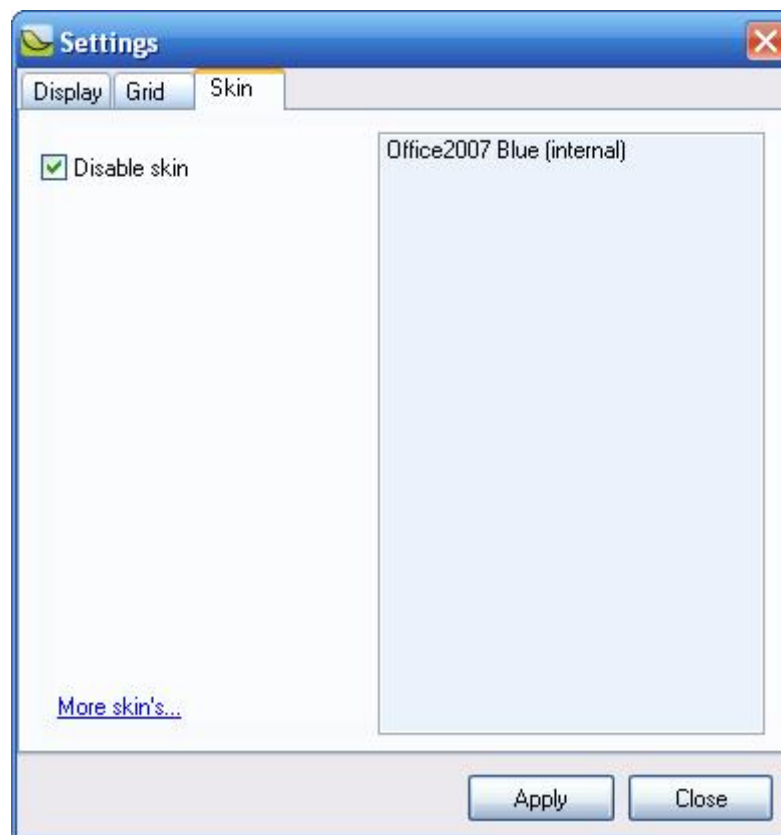 Settings
Display Grid Skin
Disable skin
Office2007 Blue (internal)
More skin's...
Apply Close